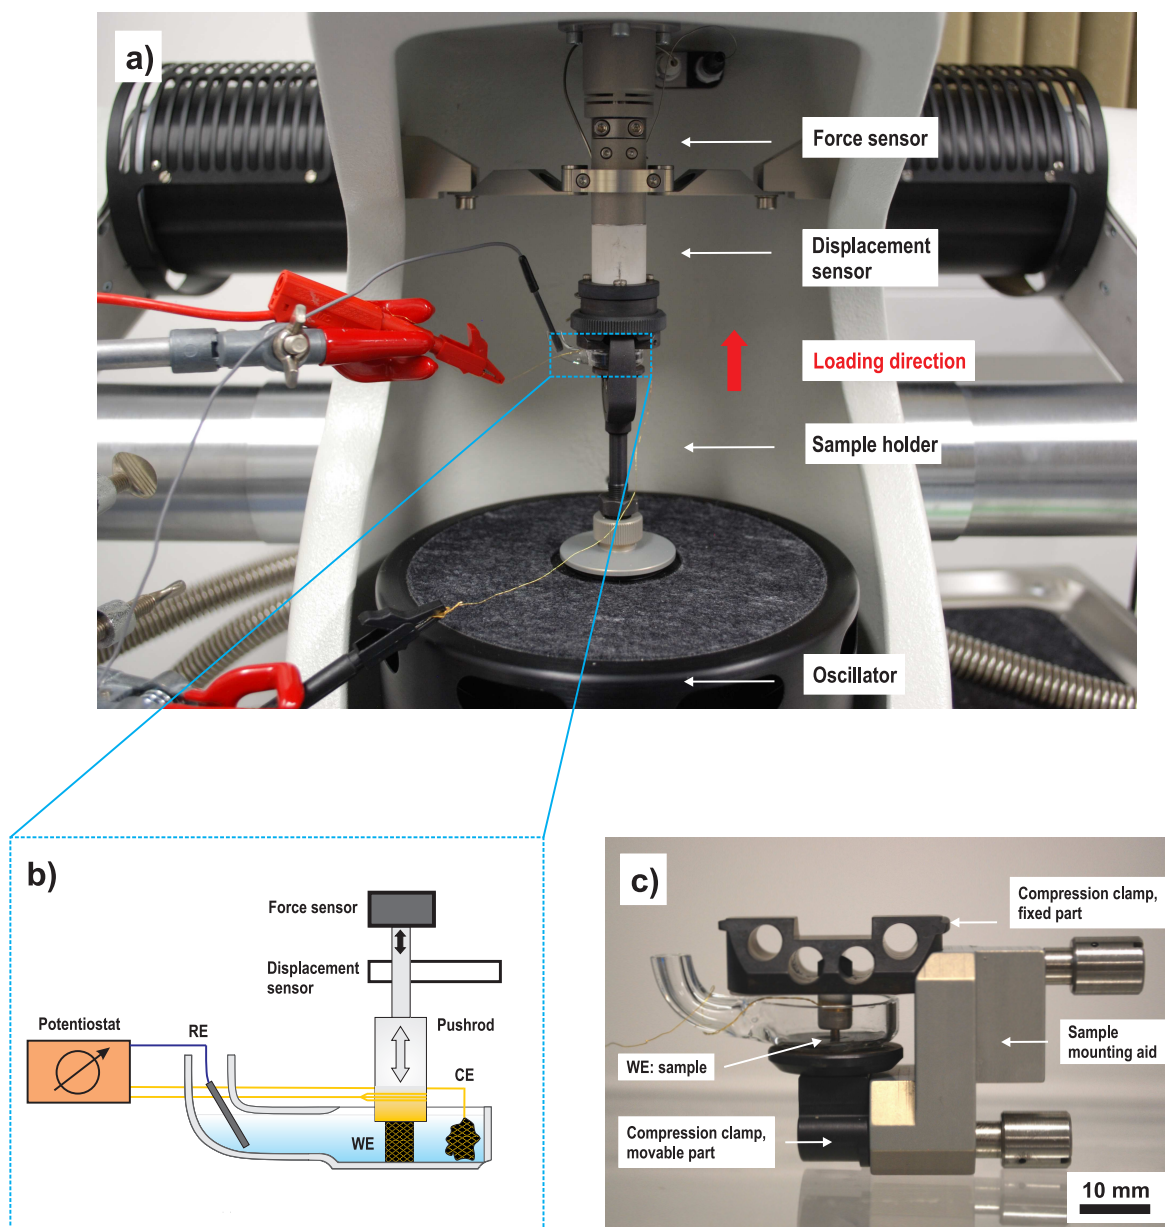 a)
Force sensor
Displacement
sensor
Loading direction
Sample holder
Oscillator
b)
Force sensor
Displacement
sensor
Potentiostat
RE
Pushrod
CE
WE
c)
Compression clamp,
fixed part
WE: sample
Sample
mounting aid
Compression clamp,
movable part
10 mm